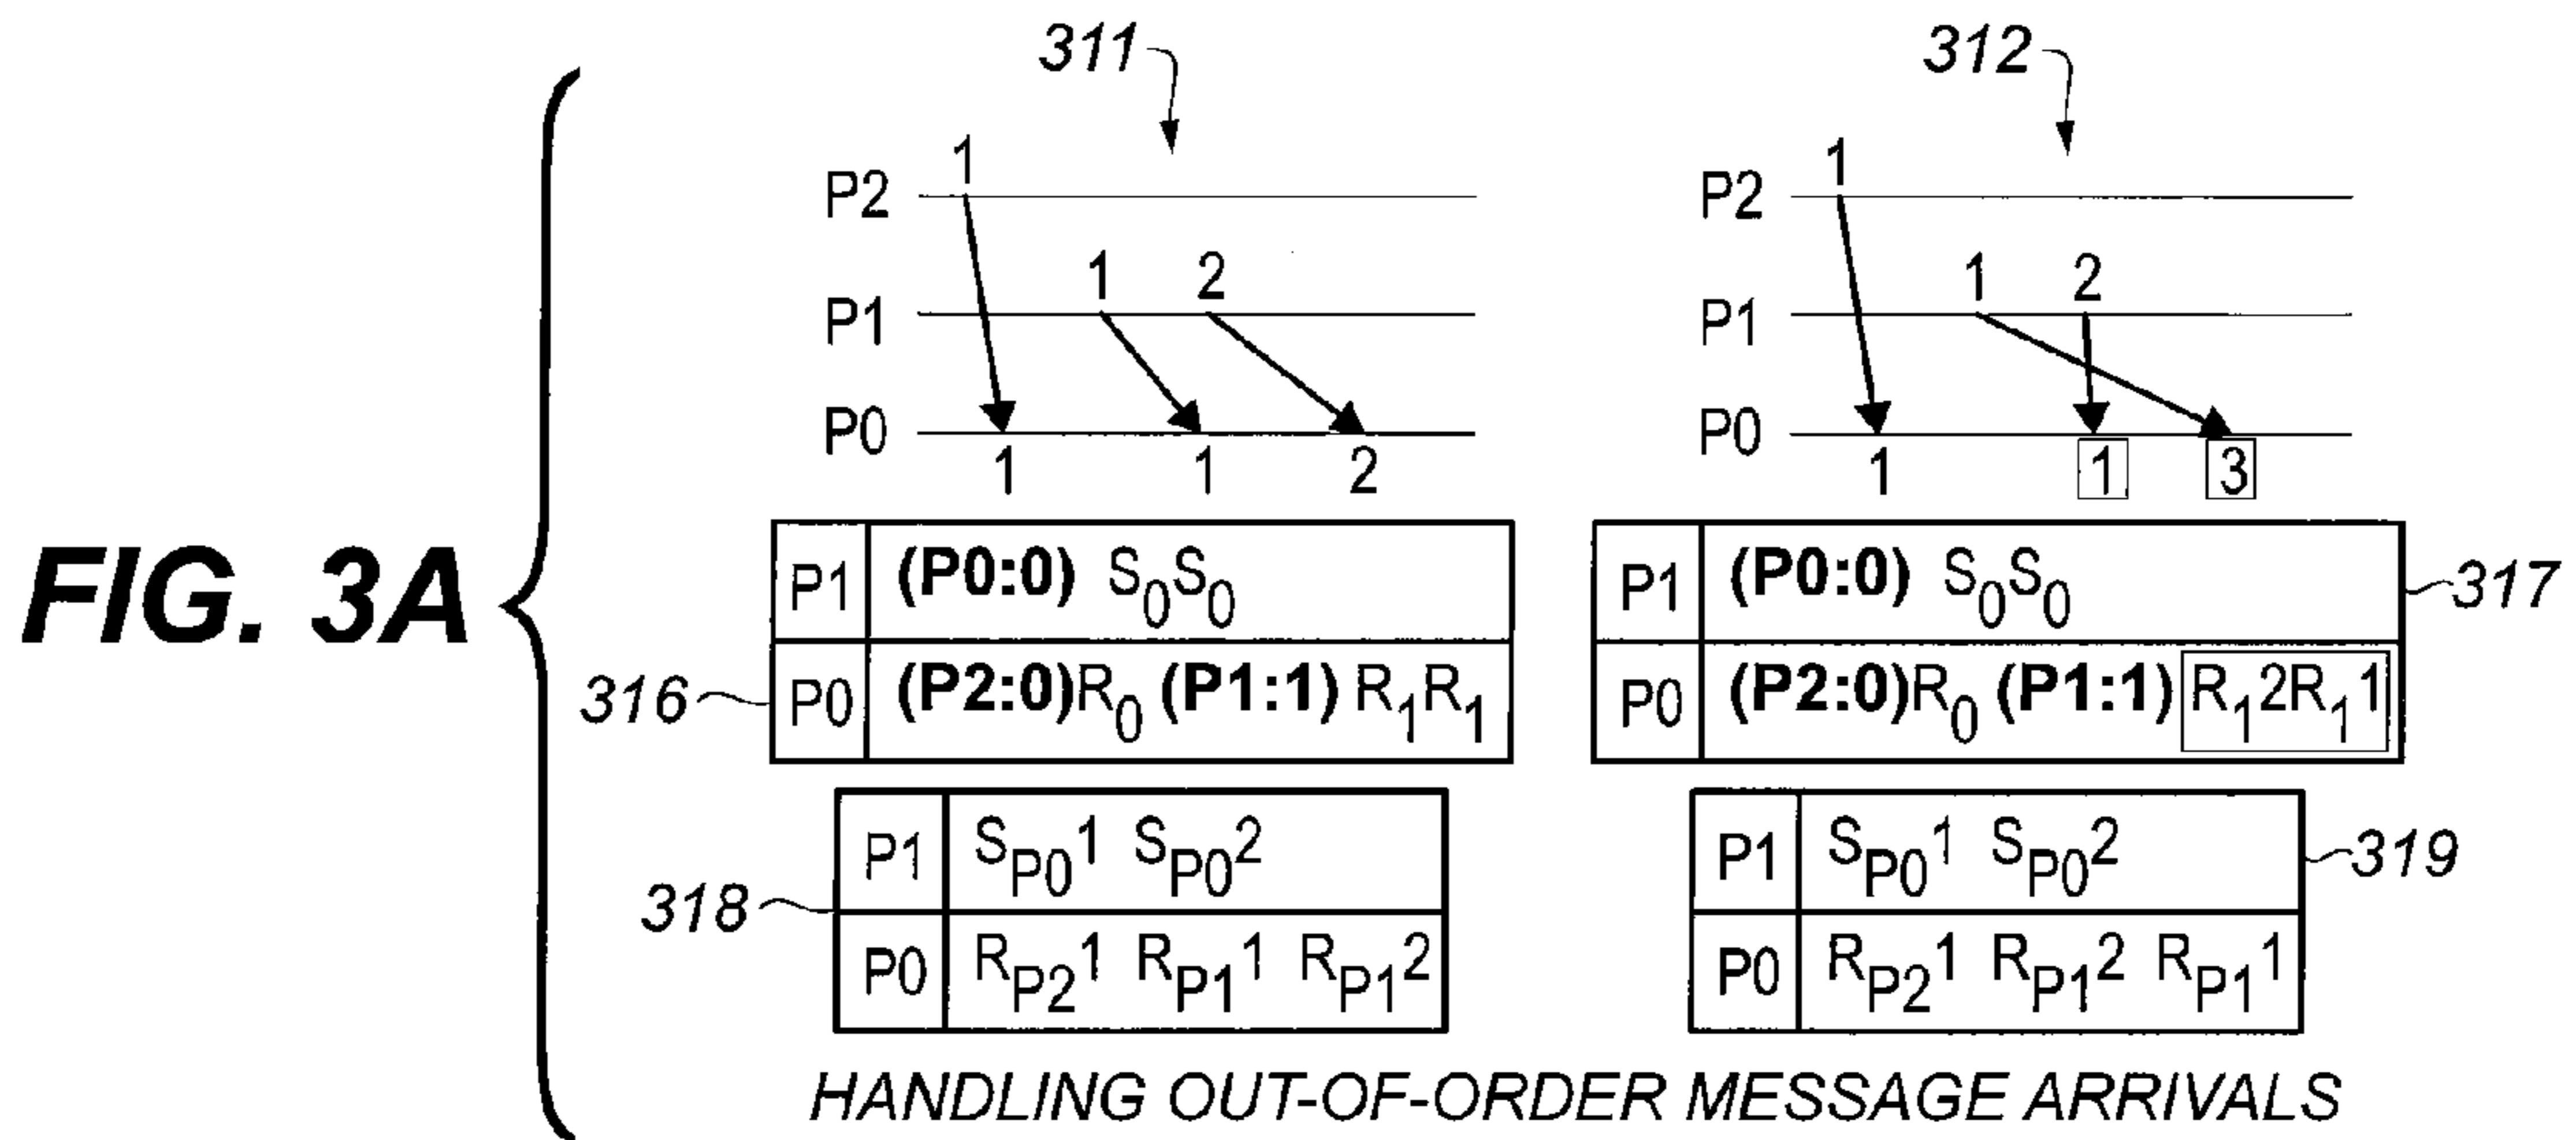 FIG. 3A
311
P2 1
P1 1 2
P0
1 1 2
312
P2 1
P1 1 2
P0
1 1 3
316
P1 (P0:0) S0S0
P0 (P2:0)R0 (P1:1) R1R1
317
P1 (P0:0) S0S0
P0 (P2:0)R0 (P1:1) R12R11
318
P1 SP01 SP02
P0 RP21 RP11 RP12
319
P1 SP01 SP02
P0 RP21 RP12 RP11
HANDLING OUT-OF-ORDER MESSAGE ARRIVALS